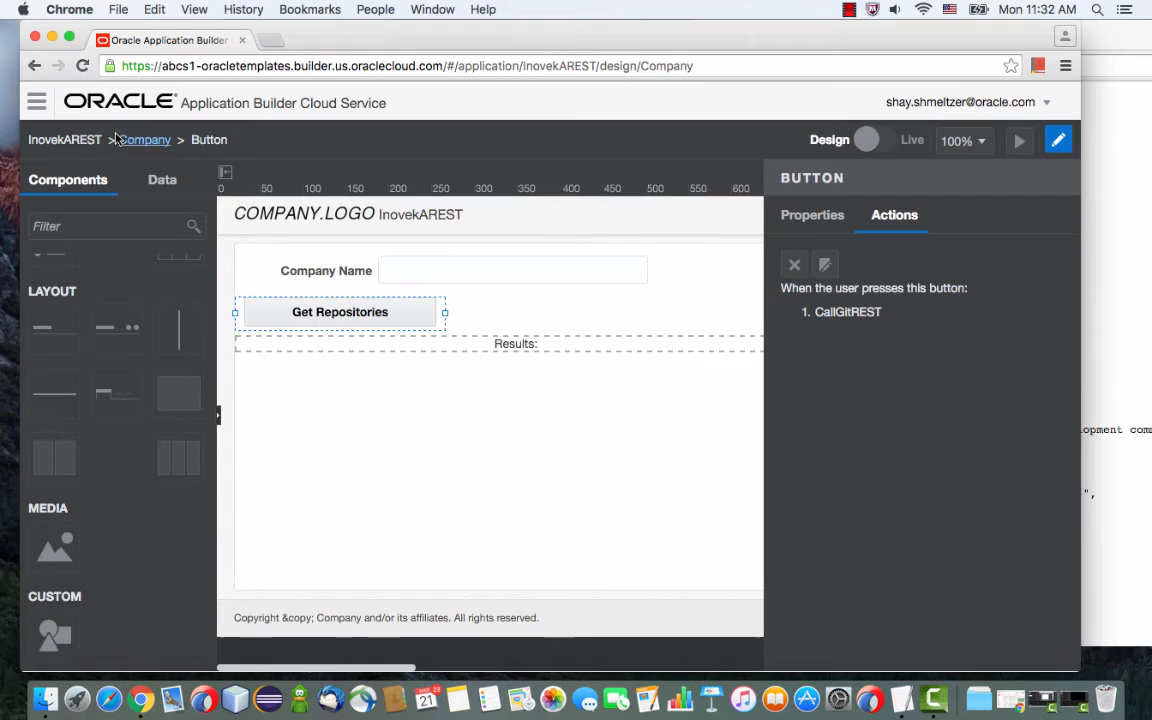 Chrome File Edit View History Bookmarks People Window Help Mon 11:32 AM
Oracle Application Builder
https://abcs1-oracletemplates.builder.us.oraclecloud.com/#/application/InovekAREST/design/Company
ORACLE Application Builder Cloud Service shay.shmeltzer@oracle.com
InovekAREST > Company > Button Design Live 100%
Components Data
0 50 100 150 200 250 300 350 400 450 500 550 600
BUTTON
Properties Actions
Filter
COMPANY.LOGO InovekAREST
When the user presses this button:
1. CallGitREST
LAYOUT
Company Name
Get Repositories
Results:
opment com
",
MEDIA
CUSTOM
Copyright &copy; Company and/or its affiliates. All rights reserved.
MAR
21